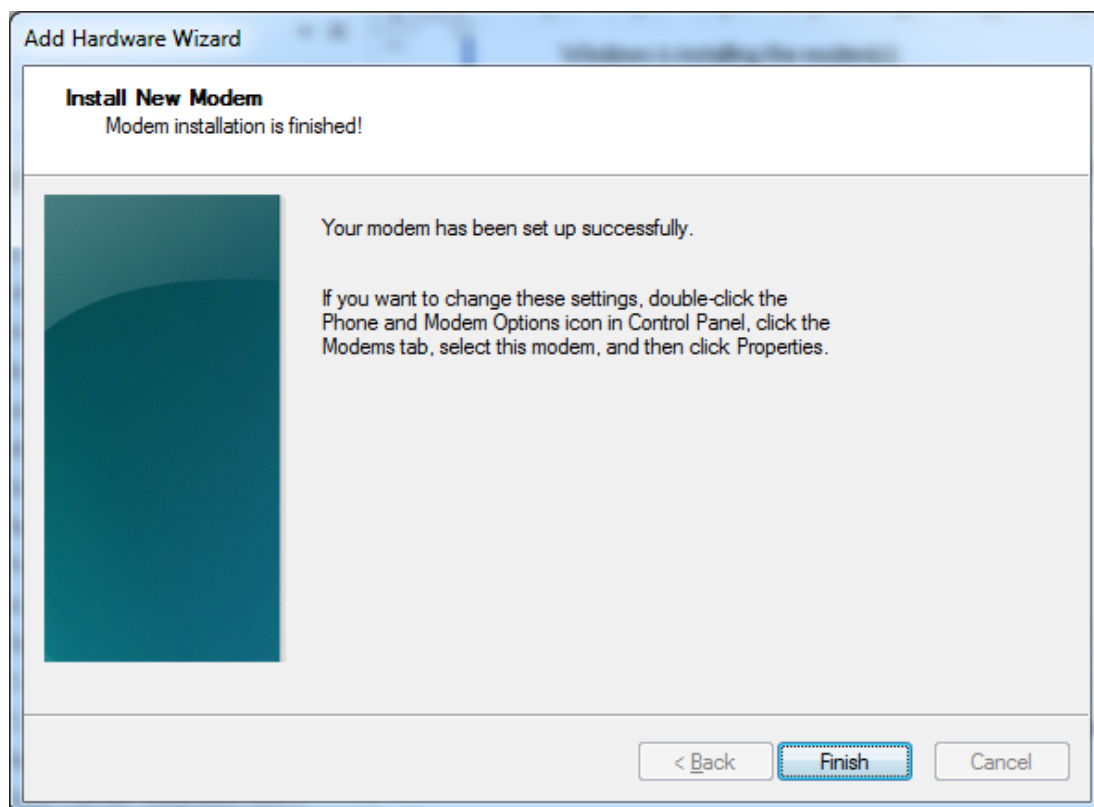 Add Hardware Wizard
Install New Modem
Modem installation is finished!
Your modem has been set up successfully.
If you want to change these settings, double-click the
Phone and Modem Options icon in Control Panel, click the
Modems tab, select this modem, and then click Properties.
< Back
Finish
Cancel